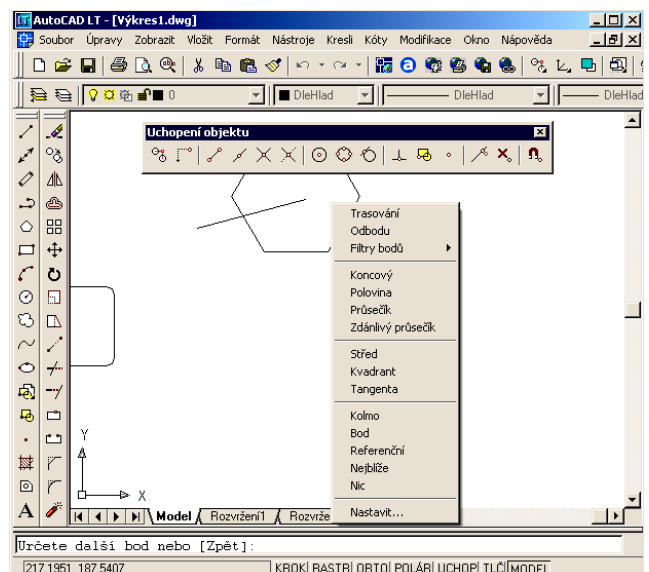 AutoCAD LT - [Výkres1.dwg]
Soubor Úpravy Zobrazit Vložit Formát Nástroje Kresli Kóty Modifikace Okno Nápověda
0 DleHlad DleHlad DleHlad
Uchopení objektu
Trasování
Odbodu
Filtry bodů
Koncový
Polovina
Průsečík
Zdánlivý průsečík
Střed
Kvadrant
Tangenta
Kolmo
Bod
Referenční
Nejblíže
Nic
Nastavit...
Y
X
A
Model Rozvržení1 Rozvrže
Určete další bod nebo [Zpět]:
217.1951, 187.5407 KROK RASTR ORTO POLÁR UCHOP TLČ MODEL